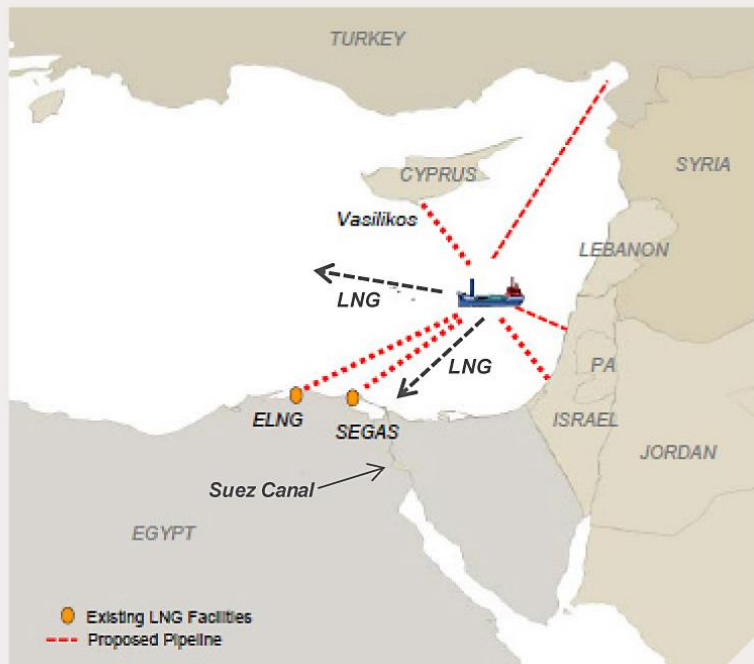 TURKEY
CYPRUS
SYRIA
Vasilikos
LEBANON
LNG
LNG
PA
ELNG
SEGAS
ISRAEL
JORDAN
Suez Canal
EGYPT
Existing LNG Facilities
Proposed Pipeline